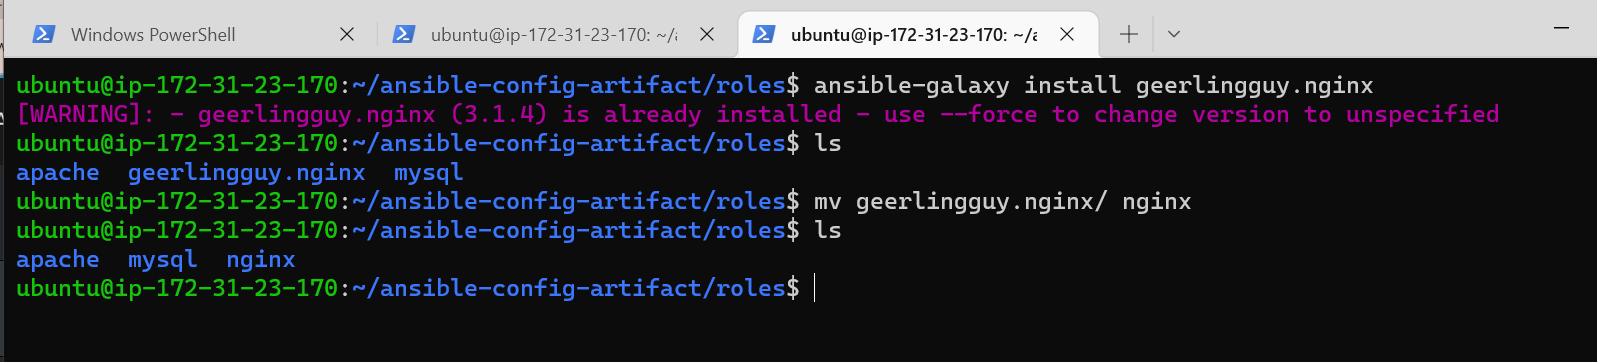 Windows PowerShell
ubuntu@ip-172-31-23-170: ~/a
ubuntu@ip-172-31-23-170: ~/a
ubuntu@ip-172-31-23-170:~/ansible-config-artifact/roles$ ansible-galaxy install geerlingguy.nginx
[WARNING]: - geerlingguy.nginx (3.1.4) is already installed - use --force to change version to unspecified
ubuntu@ip-172-31-23-170:~/ansible-config-artifact/roles$ ls
apache  geerlingguy.nginx  mysql
ubuntu@ip-172-31-23-170:~/ansible-config-artifact/roles$ mv geerlingguy.nginx/ nginx
ubuntu@ip-172-31-23-170:~/ansible-config-artifact/roles$ ls
apache  mysql  nginx
ubuntu@ip-172-31-23-170:~/ansible-config-artifact/roles$